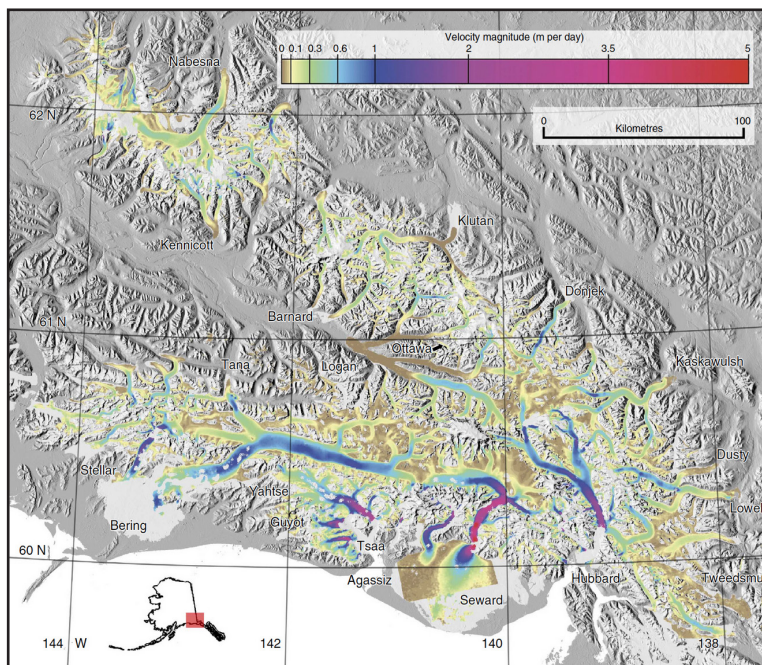 Velocity magnitude (m per day)
0 0.1 0.3 0.6 1 2 3.5 5
Nabesna
62 N
0 100
Kilometres
Klutan
Kennicott
Donjek
Barnard
61 N
Ottawa
Tana
Logan
Kaskawulsh
Dusty
Stellar
Yahtse
Lowel
Bering
Guyot
Tsaa
60 N
Agassiz
Hubbard
Tweedsmu
Seward
144 W 142 140 138